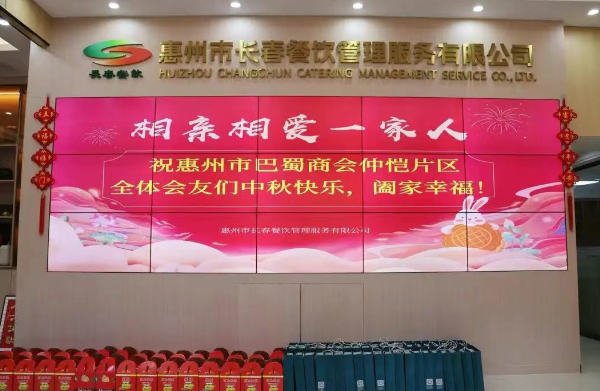 惠州市长春餐饮管理服务有限公司
HUIZHOU CHANGCHUN CATERING MANAGEMENT SERVICE CO., LTD.
長春餐飲
相亲相爱一家人
祝惠州市巴蜀商会仲恺片区
全体会友们中秋快乐，阖家幸福！
惠州市长春餐饮管理服务有限公司